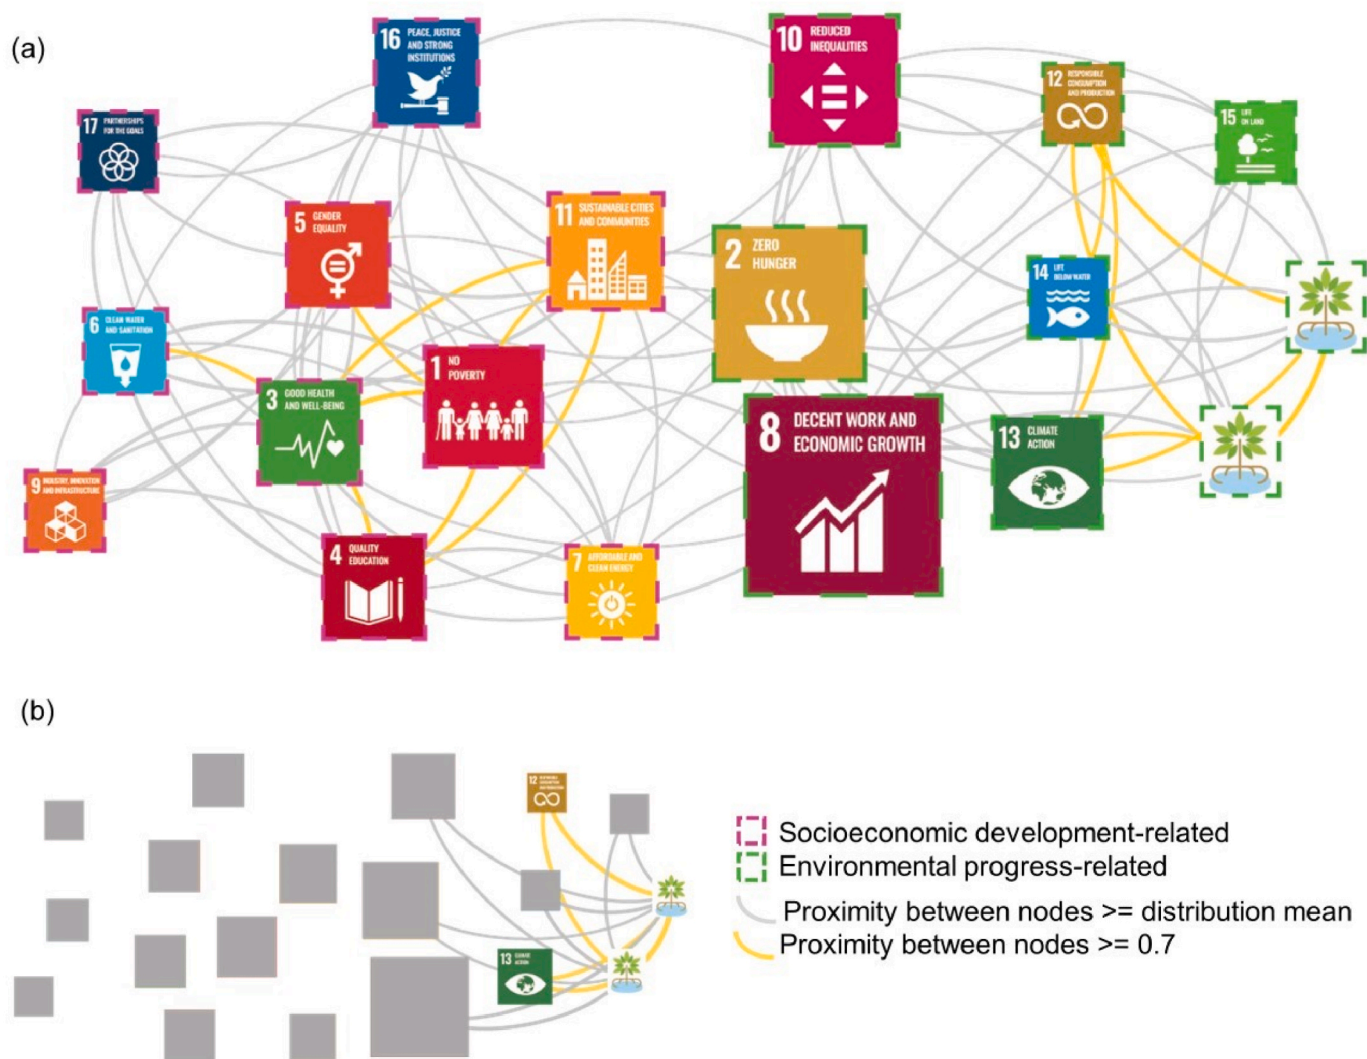 (a)
16 PEACE, JUSTICE
AND STRONG
INSTITUTIONS
10 REDUCED
INEQUALITIES
12 RESPONSIBLE
CONSUMPTION
AND PRODUCTION
17 PARTNERSHIPS
FOR THE GOALS
15 LIFE
ON LAND
5 GENDER
EQUALITY
11 SUSTAINABLE CITIES
AND COMMUNITIES
2 ZERO
HUNGER
14 LIFE
BELOW WATER
6 CLEAN WATER
AND SANITATION
1 NO
POVERTY
3 GOOD HEALTH
AND WELL-BEING
8 DECENT WORK AND
ECONOMIC GROWTH
13 CLIMATE
ACTION
9 INDUSTRY, INNOVATION
AND INFRASTRUCTURE
4 QUALITY
EDUCATION
7 AFFORDABLE AND
CLEAN ENERGY
(b)
12
13 CLIMATE
ACTION
Socioeconomic development-related
Environmental progress-related
Proximity between nodes >= distribution mean
Proximity between nodes >= 0.7